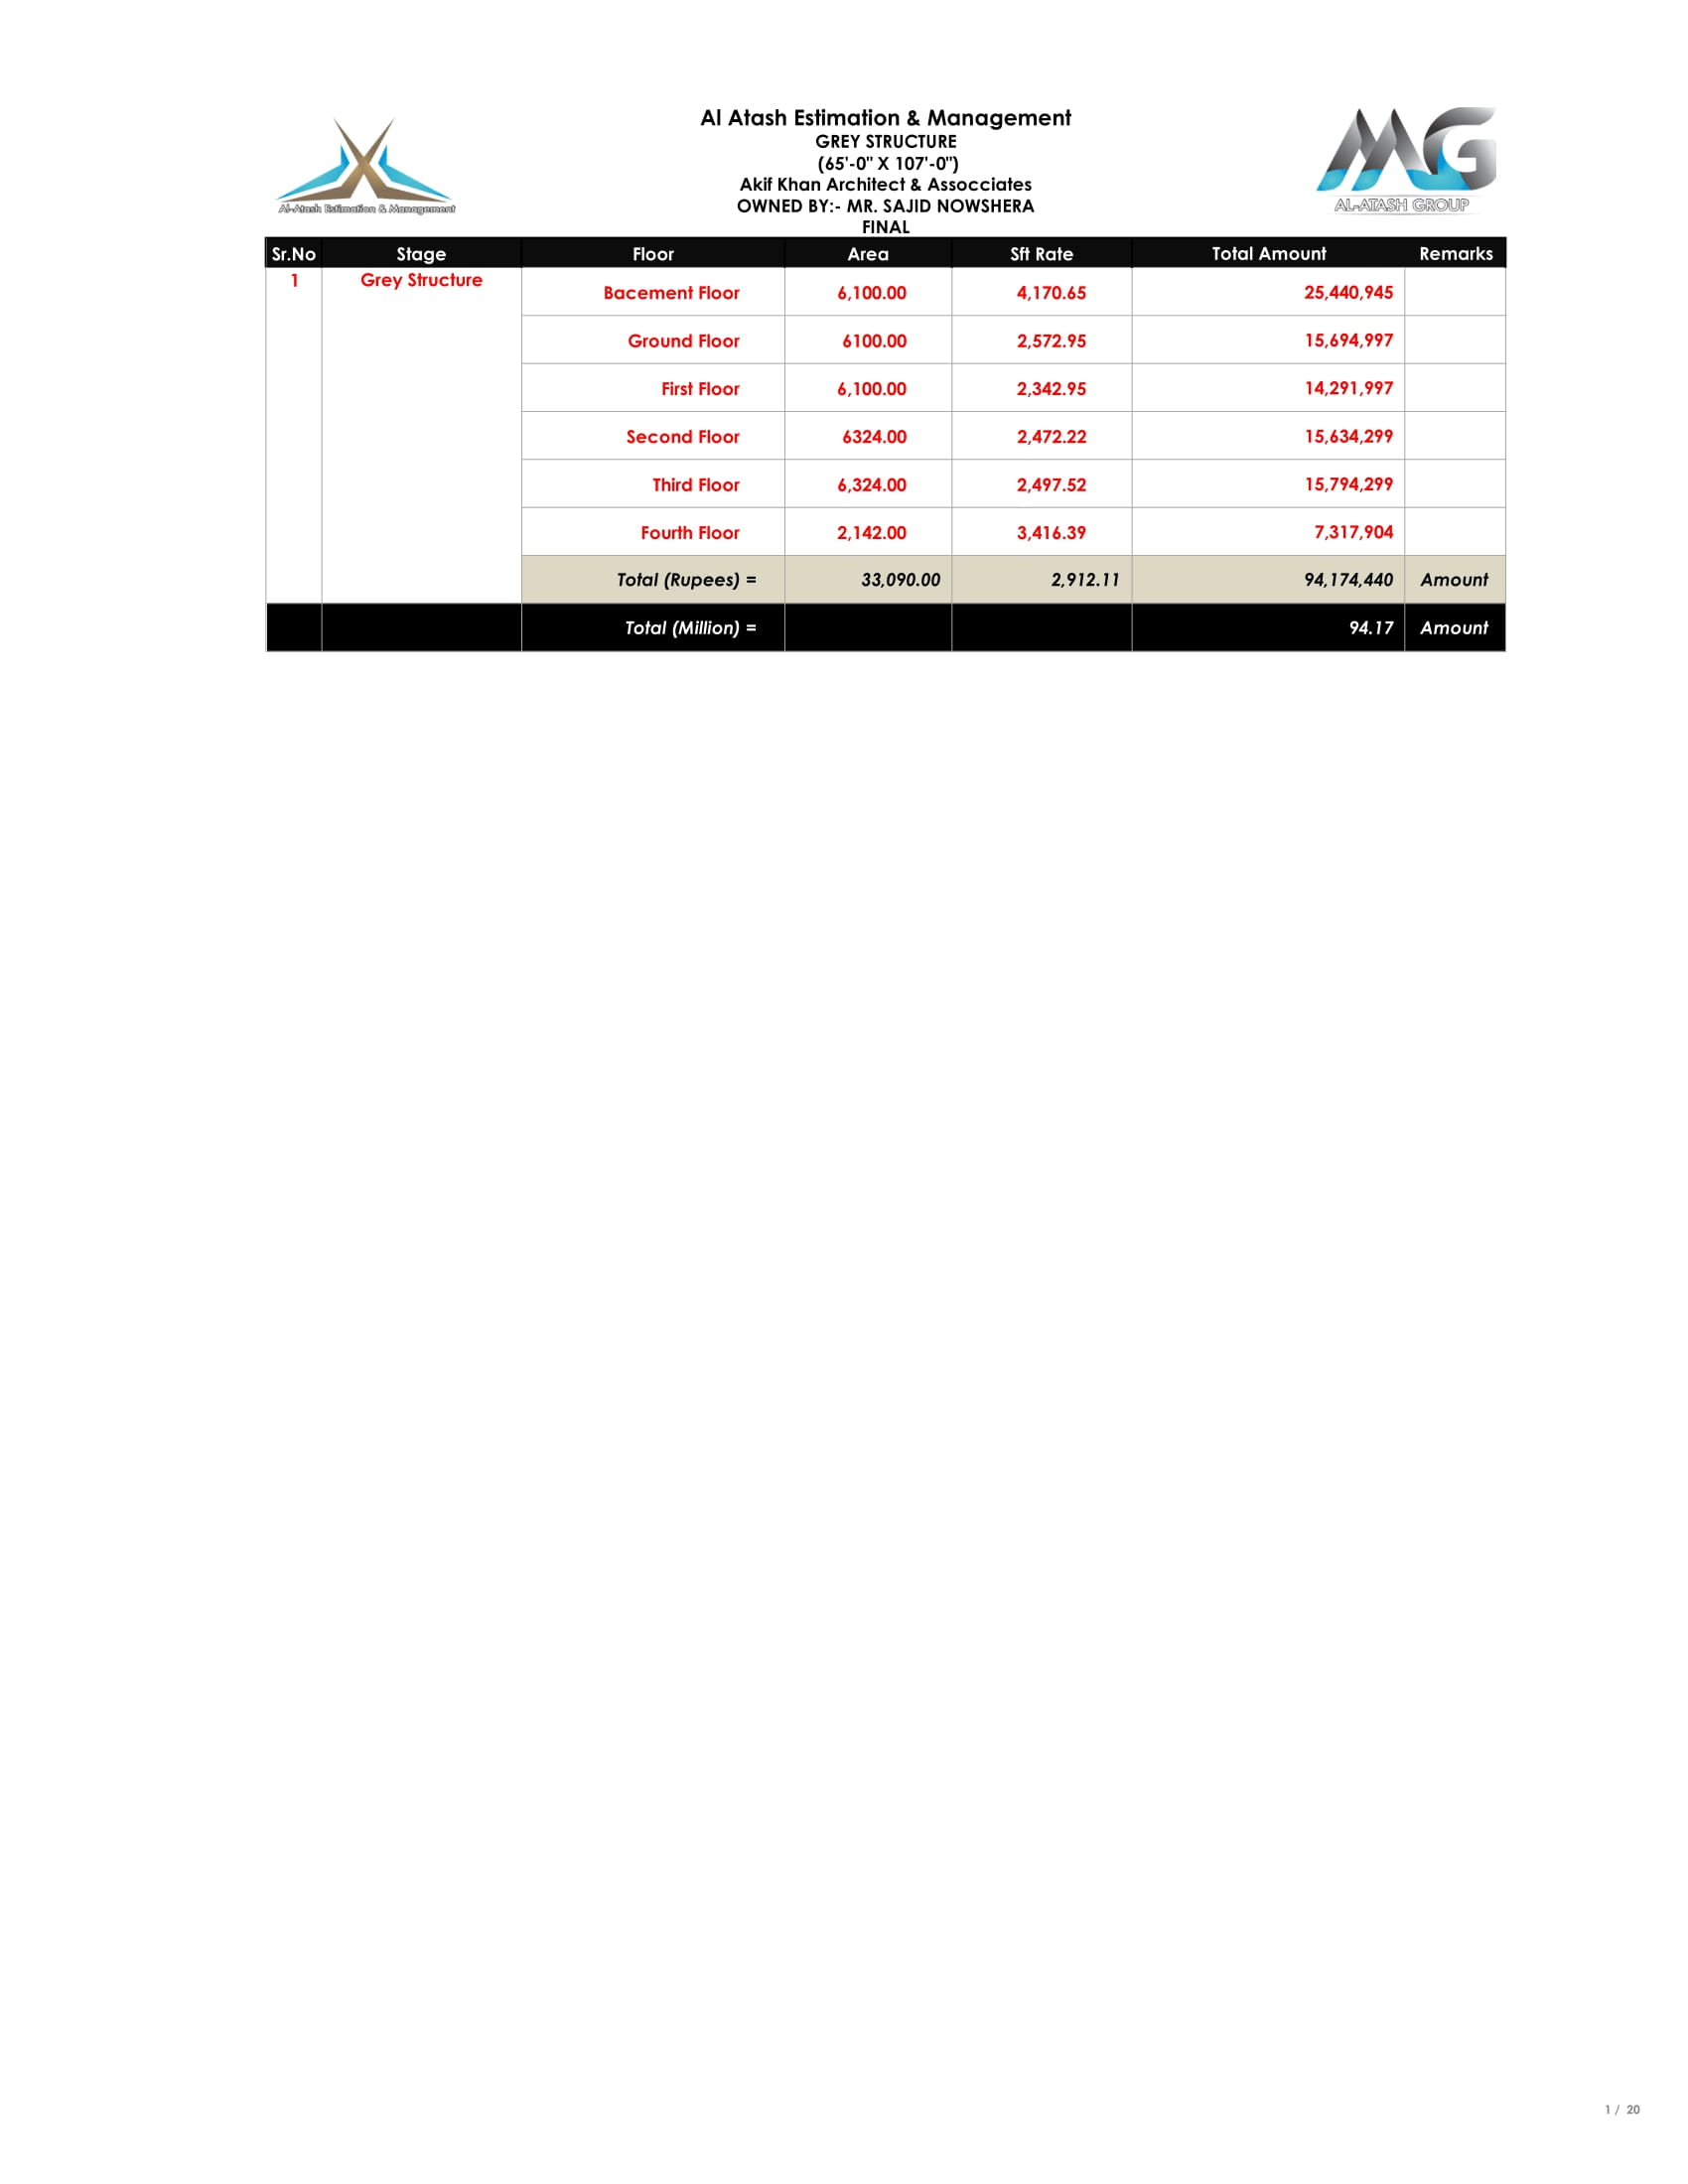 Al Atash Estimation & Management
GREY STRUCTURE
(65'-0" X 107'-0")
Akif Khan Architect & Assocciates
OWNED BY:- MR. SAJID NOWSHERA
FINAL
Al-Atash Estimation & Management
MG
AL-ATASH GROUP
Sr.No Stage Floor Area Sft Rate Total Amount Remarks
1 Grey Structure Bacement Floor 6,100.00 4,170.65 25,440,945
Ground Floor 6100.00 2,572.95 15,694,997
First Floor 6,100.00 2,342.95 14,291,997
Second Floor 6324.00 2,472.22 15,634,299
Third Floor 6,324.00 2,497.52 15,794,299
Fourth Floor 2,142.00 3,416.39 7,317,904
Total (Rupees) = 33,090.00 2,912.11 94,174,440 Amount
Total (Million) = 94.17 Amount
1 / 20